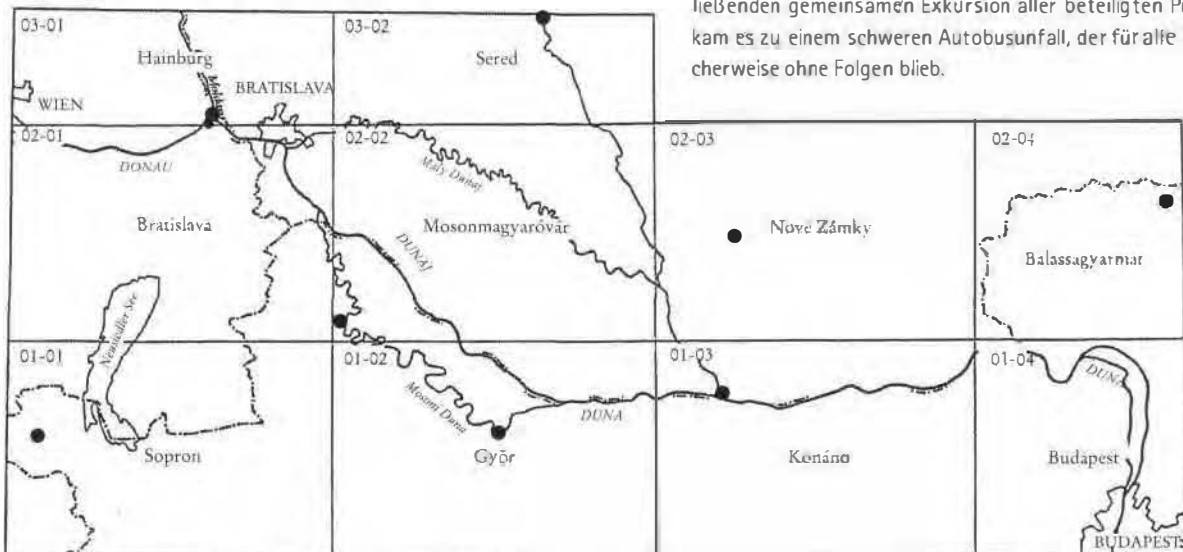 ließenden gemeinsamen Exkursion aller beteiligten
kam es zu einem schweren Autobusunfall, der für alle
cherweise ohne Folgen blieb.
03-01
03-02
Hainburg
Sered
WIEN
BRATISLAVA
02-01
02-02
02-03
02-04
DONAU
Maly Dunaj
Bratislava
Mosonmagyaróvár
Nové Zámky
DUNAJ
Balassagyarmat
Neusiedler See
01-01
01-02
01-03
01-04
DUNA
Mosoni Duna
DUNA
Sopron
Győr
Konáno
Budapest
BUDAPEST